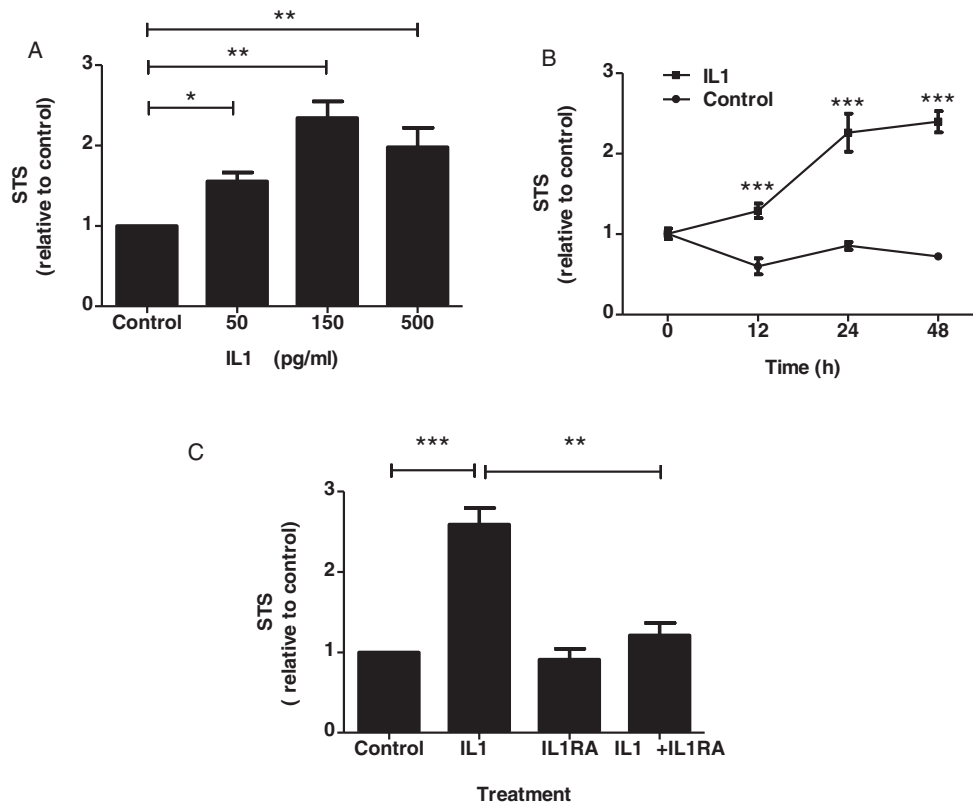 A
**
**
*
STS
(relative to control)
3
2
1
0
Control 50 150 500
IL1 (pg/ml)
B
IL1
Control
***
***
***
STS
(relative to control)
3
2
1
0
0 12 24 48
Time (h)
C
***
**
STS
( relative to control)
3
2
1
0
Control IL1 IL1RA IL1 +IL1RA
Treatment